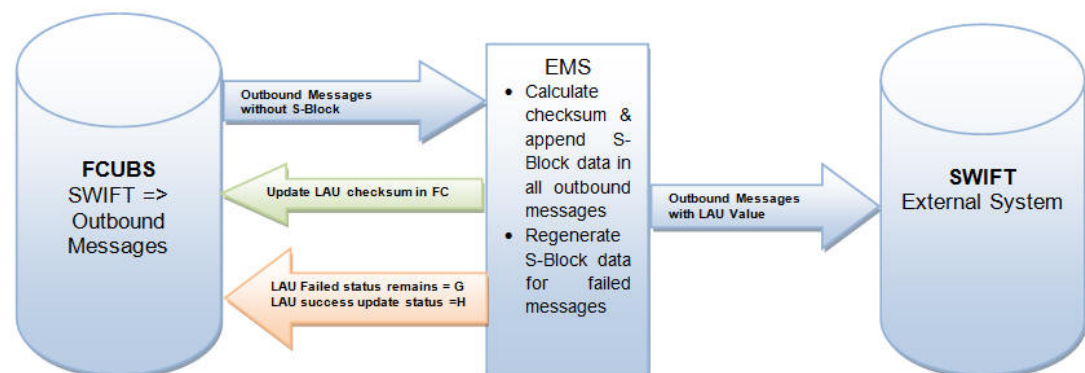 FCUBS
SWIFT =>
Outbound
Messages
Outbound Messages
without S-Block
Update LAU checksum in FC
LAU Failed status remains = G
LAU success update status =H
EMS
• Calculate
checksum &
append S-
Block data in
all outbound
messages
• Regenerate
S-Block data
for failed
messages
Outbound Messages
with LAU Value
SWIFT
External System